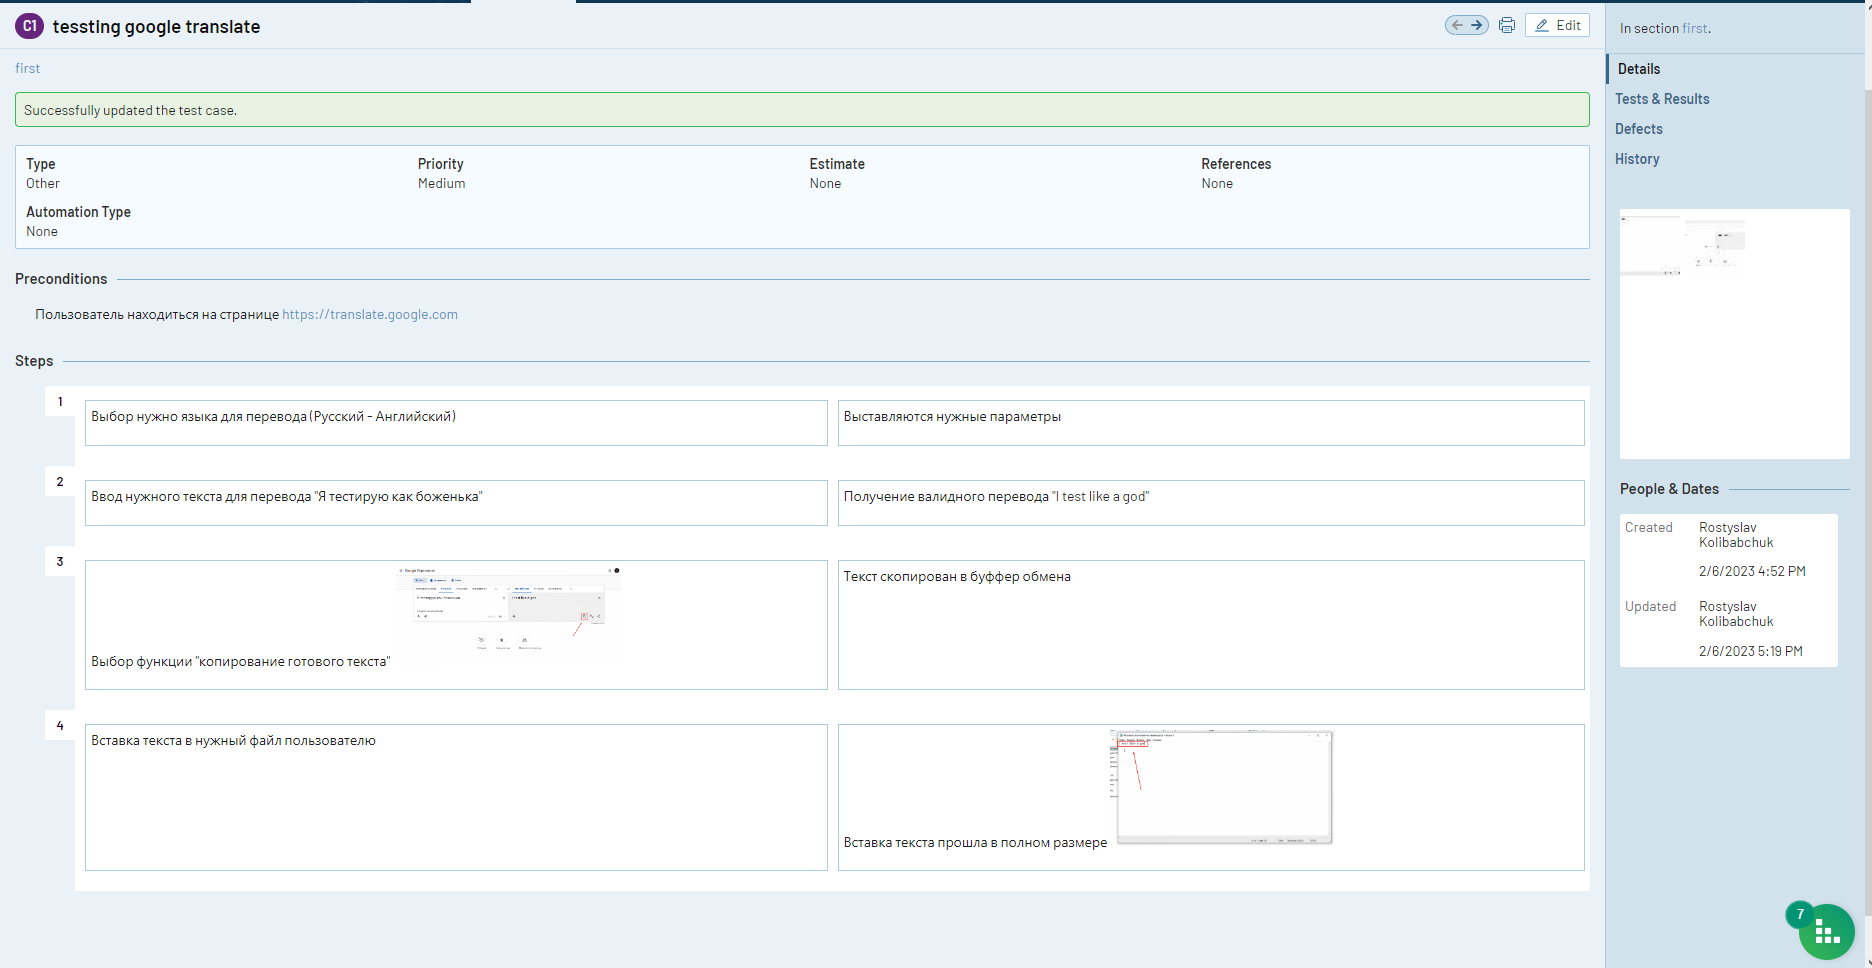 C1 tessting google translate
Edit
first
Successfully updated the test case.
Type Priority Estimate References
Other Medium None None
Automation Type
None
Preconditions
Пользователь находиться на странице https://translate.google.com
Steps
1
Выбор нужно языка для перевода (Русский - Английский)
Выставляются нужные параметры
2
Ввод нужного текста для перевода "Я тестирую как боженька"
Получение валидного перевода "I test like a god"
3
Выбор функции "копирование готового текста"
Текст скопирован в буффер обмена
4
Вставка текста в нужный файл пользователю
Вставка текста прошла в полном размере
In section first.
Details
Tests & Results
Defects
History
People & Dates
Created Rostyslav
Kolibabchuk
2/6/2023 4:52 PM
Updated Rostyslav
Kolibabchuk
2/6/2023 5:19 PM
7